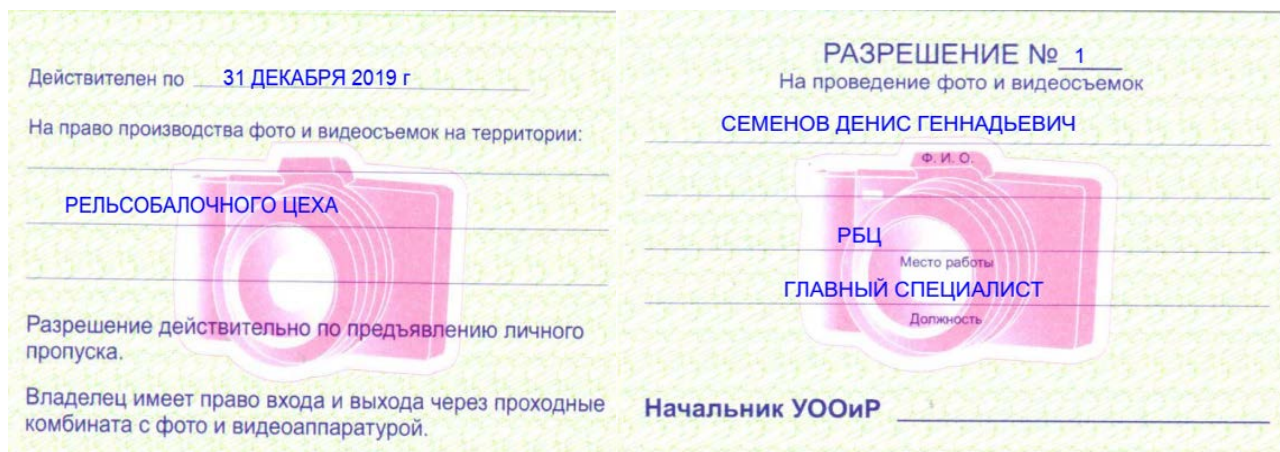 Действителен по 31 ДЕКАБРЯ 2019 г
На право производства фото и видеосъемок на территории:
РЕЛЬСОБАЛОЧНОГО ЦЕХА
Разрешение действительно по предъявлению личного
пропуска.
Владелец имеет право входа и выхода через проходные
комбината с фото и видеоаппаратурой.
РАЗРЕШЕНИЕ № 1
На проведение фото и видеосъемок
СЕМЕНОВ ДЕНИС ГЕННАДЬЕВИЧ
Ф. И. О.
РБЦ
Место работы
ГЛАВНЫЙ СПЕЦИАЛИСТ
Должность
Начальник УООиР